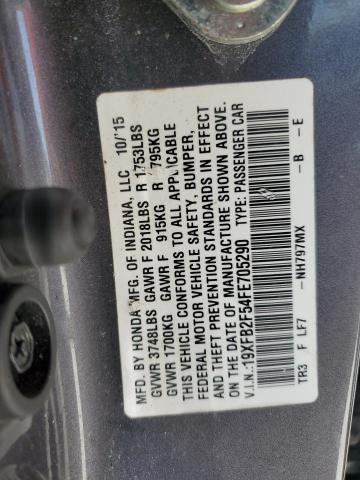 MFD. BY HONDA MFG. OF INDIANA, LLC 10/15
GVWR 3748LBS GAWR F 2018LBS R 1753LBS
GVWR 1700KG GAWR F 915KG R 795KG
THIS VEHICLE CONFORMS TO ALL APPLICABLE
FEDERAL MOTOR VEHICLE SAFETY, BUMPER,
AND THEFT PREVENTION STANDARDS IN EFFECT
ON THE DATE OF MANUFACTURE SHOWN ABOVE.
V.I.N.: 19XFB2F54FE705290 TYPE: PASSENGER CAR
TR3 F LF7 - NH797MX - B - E